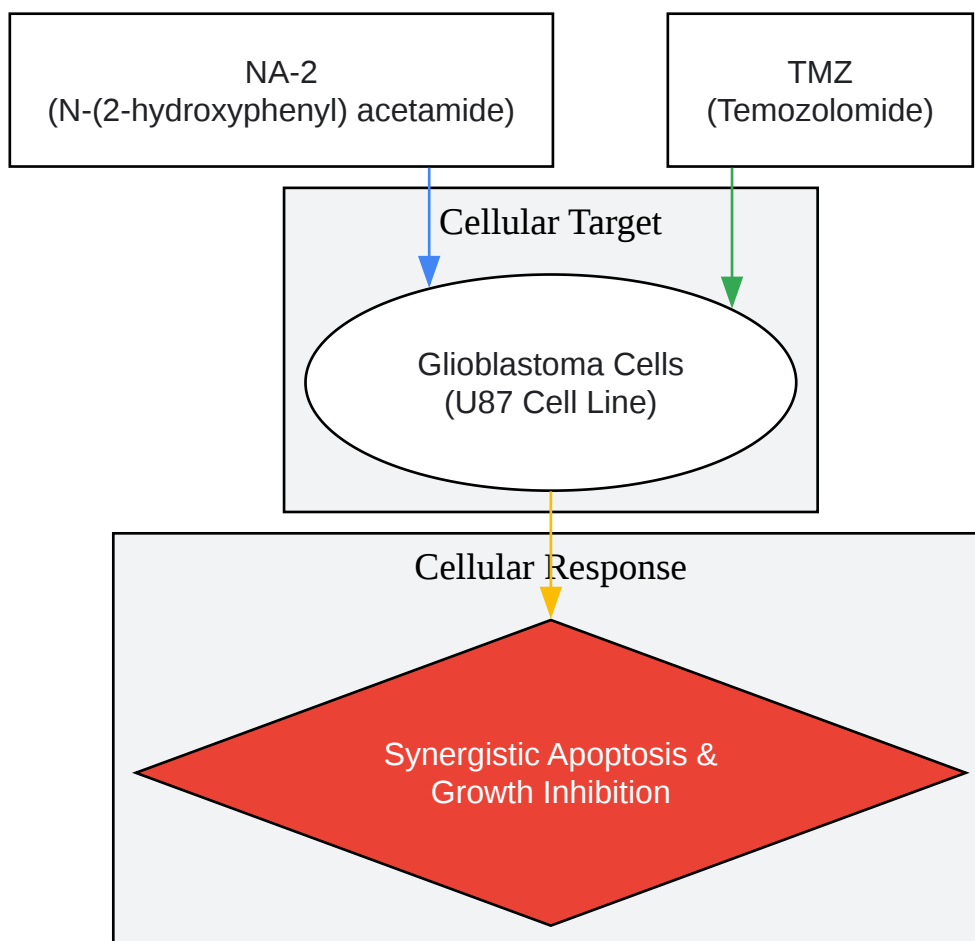 NA-2
(N-(2-hydroxyphenyl) acetamide)
TMZ
(Temozolomide)
Cellular Target
Glioblastoma Cells
(U87 Cell Line)
Cellular Response
Synergistic Apoptosis &
Growth Inhibition